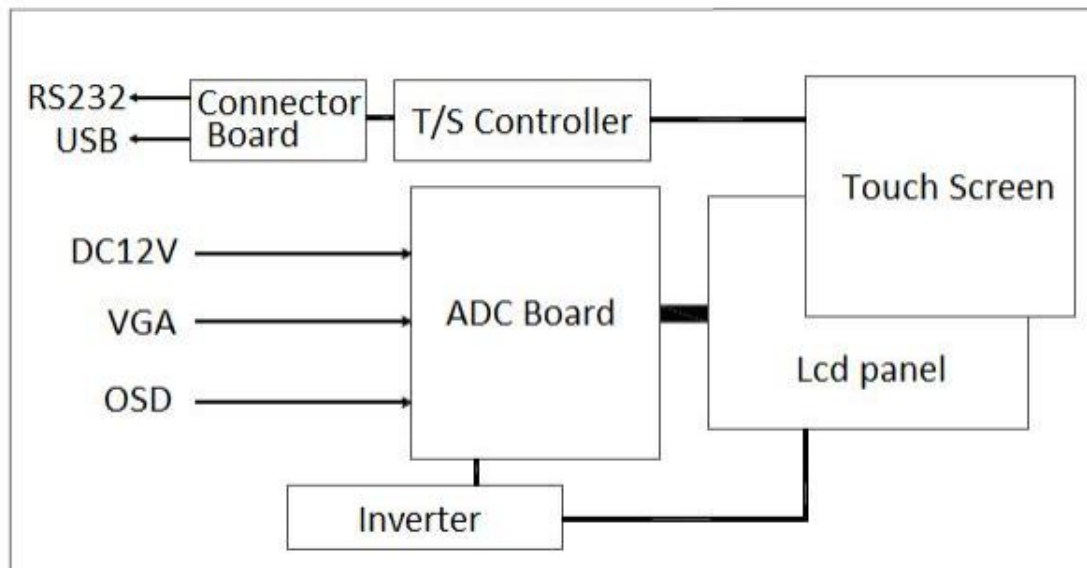 RS232
USB
Connector
Board
T/S Controller
Touch Screen
DC12V
VGA
OSD
ADC Board
Lcd panel
Inverter